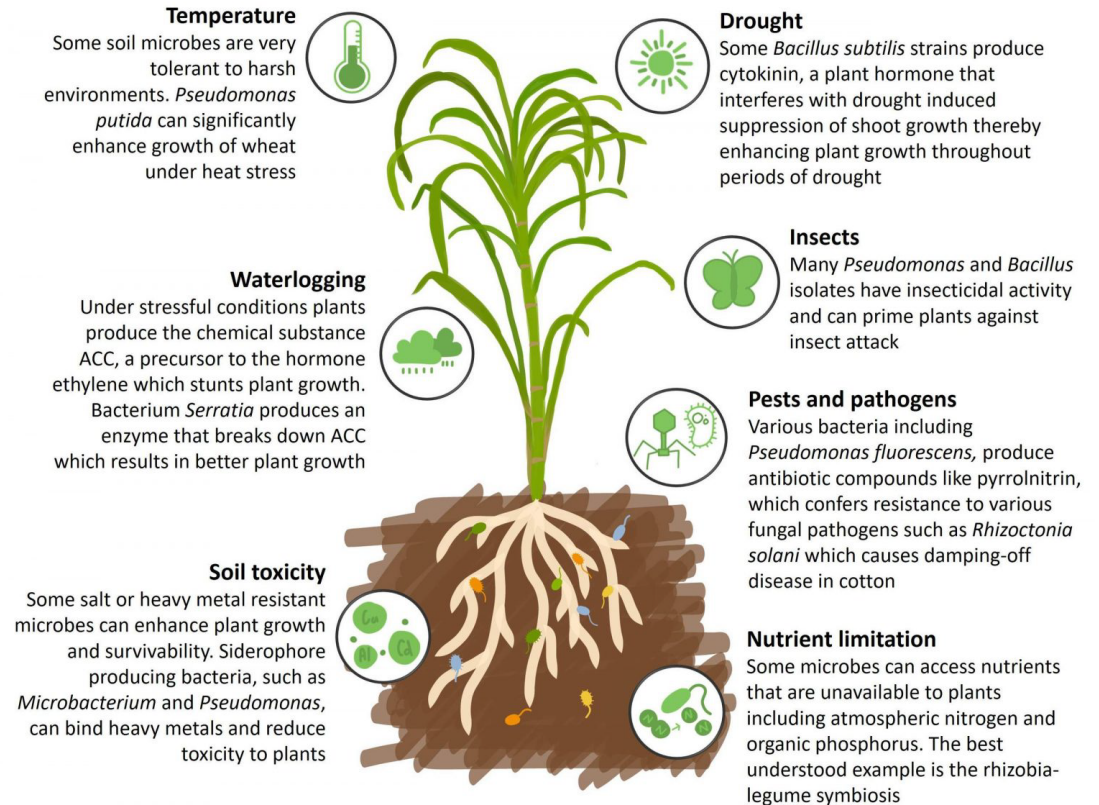 Temperature
Some soil microbes are very
tolerant to harsh
environments. Pseudomonas
putida can significantly
enhance growth of wheat
under heat stress
Drought
Some Bacillus subtilis strains produce
cytokinin, a plant hormone that
interferes with drought induced
suppression of shoot growth thereby
enhancing plant growth throughout
periods of drought
Waterlogging
Under stressful conditions plants
produce the chemical substance
ACC, a precursor to the hormone
ethylene which stunts plant growth.
Bacterium Serratia produces an
enzyme that breaks down ACC
which results in better plant growth
Insects
Many Pseudomonas and Bacillus
isolates have insecticidal activity
and can prime plants against
insect attack
Pests and pathogens
Various bacteria including
Pseudomonas fluorescens, produce
antibiotic compounds like pyrrolnitrin,
which confers resistance to various
fungal pathogens such as Rhizoctonia
solani which causes damping-off
disease in cotton
Soil toxicity
Some salt or heavy metal resistant
microbes can enhance plant growth
and survivability. Siderophore
producing bacteria, such as
Microbacterium and Pseudomonas,
can bind heavy metals and reduce
toxicity to plants
Cu
Al
Cd
Nutrient limitation
Some microbes can access nutrients
that are unavailable to plants
including atmospheric nitrogen and
organic phosphorus. The best
understood example is the rhizobia-
legume symbiosis
N
N
N
N